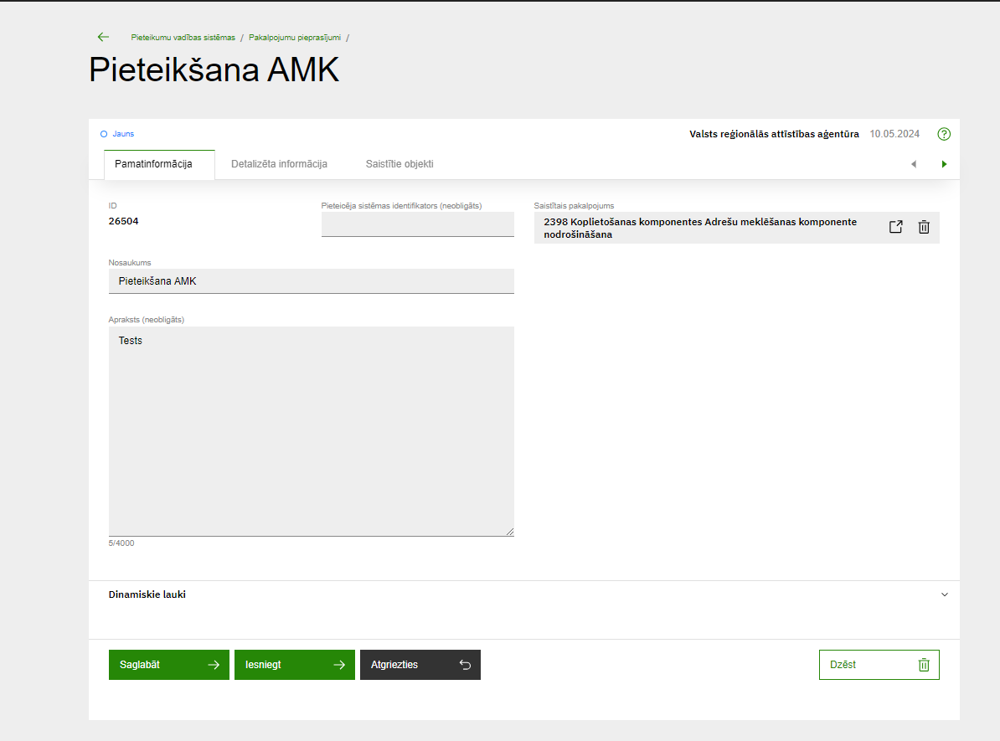 Pieteikumu vadības sistēmas / Pakalpojumu pieprasījumi /
Pieteikšana AMK
Jauns
Valsts reģionālās attīstības aģentūra 10.05.2024
Pamatinformācija Detalizēta informācija Saistītie objekti
ID
26504
Pieteicēja sistēmas identifikators (neobligāts)
Saistītais pakalpojums
2398 Koplietošanas komponentes Adrešu meklēšanas komponente
nodrošināšana
Nosaukums
Pieteikšana AMK
Apraksts (neobligāts)
Tests
5/4000
Dinamiskie lauki
Saglabāt Iesniegt Atgriezties Dzēst